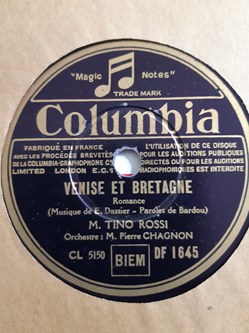 "Magic Notes"
TRADE MARK
Columbia
FABRIQUÉ EN FRANCE L'UTILISATION DE CE DISQUE
AVEC LES PROCÉDÉS BREVETÉS POUR LES AUDITIONS PUBLIQUES
DE LA COLUMBIA-GRAPHOPHONE CO DIRECTES OU POUR LES AUDITIONS
LIMITED LONDON E.C.1 RADIOPHONIQUES EST INTERDITE
VENISE ET BRETAGNE
Romance
(Musique de E. Dassier - Paroles de Bardou)
M. TINO ROSSI
Orchestre: M. Pierre CHAGNON
CL 5150 BIEM DF 1645